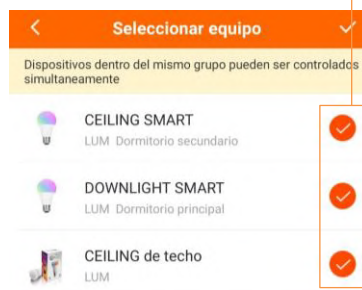 Seleccionar equipo
Dispositivos dentro del mismo grupo pueden ser controlados
simultaneamente
CEILING SMART
LUM Dormitorio secundario
DOWNLIGHT SMART
LUM Dormitorio principal
CEILING de techo
LUM